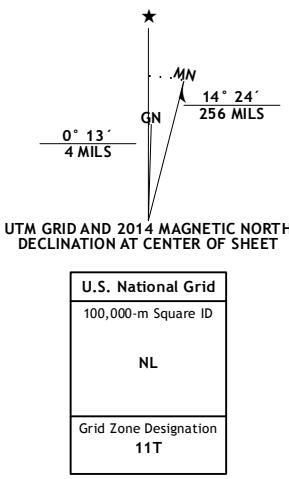 ★
MN
GN
14° 24´
256 MILS
0° 13´
4 MILS
UTM GRID AND 2014 MAGNETIC NORTH
DECLINATION AT CENTER OF SHEET
U.S. National Grid
100,000-m Square ID
NL
Grid Zone Designation
11T